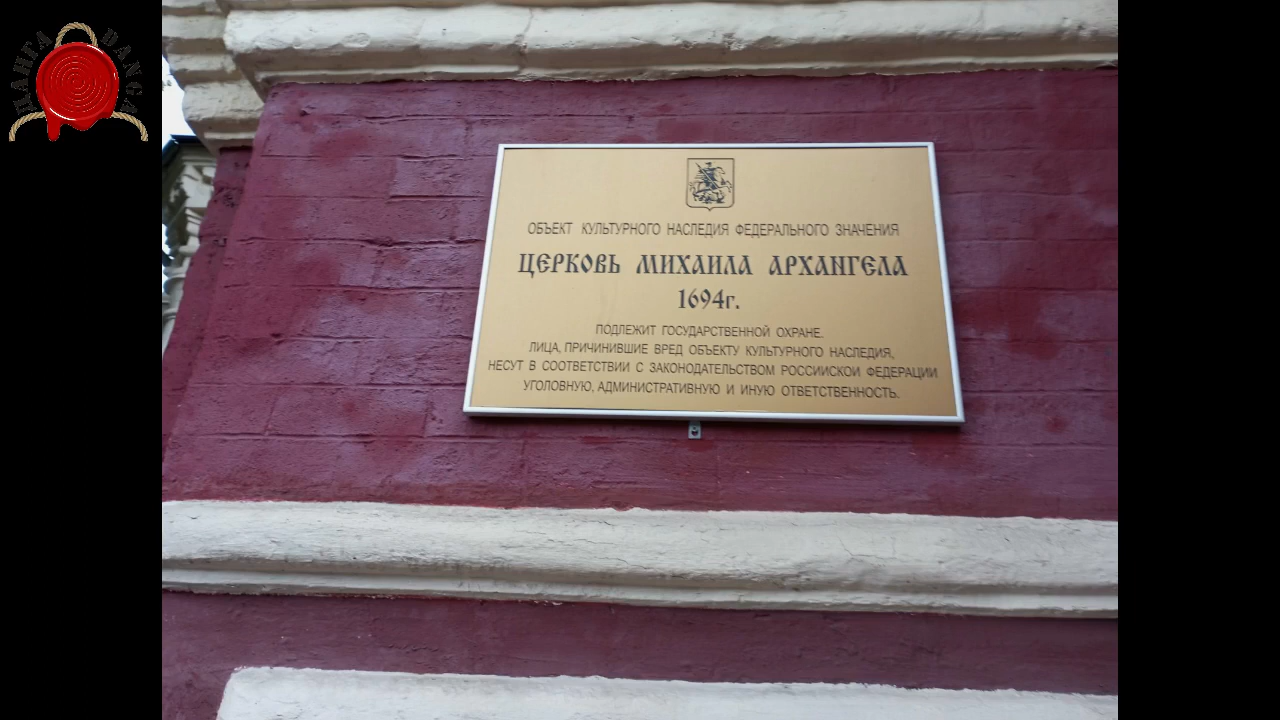 ОБЪЕКТ КУЛЬТУРНОГО НАСЛЕДИЯ ФЕДЕРАЛЬНОГО ЗНАЧЕНИЯ
ЦЕРКОВЬ МИХАИЛА АРХАНГЕЛА
1694г.
ПОДЛЕЖИТ ГОСУДАРСТВЕННОЙ ОХРАНЕ.
ЛИЦА, ПРИЧИНИВШИЕ ВРЕД ОБЪЕКТУ КУЛЬТУРНОГО НАСЛЕДИЯ,
НЕСУТ В СООТВЕТСТВИИ С ЗАКОНОДАТЕЛЬСТВОМ РОССИЙСКОЙ ФЕДЕРАЦИИ
УГОЛОВНУЮ, АДМИНИСТРАТИВНУЮ И ИНУЮ ОТВЕТСТВЕННОСТЬ.